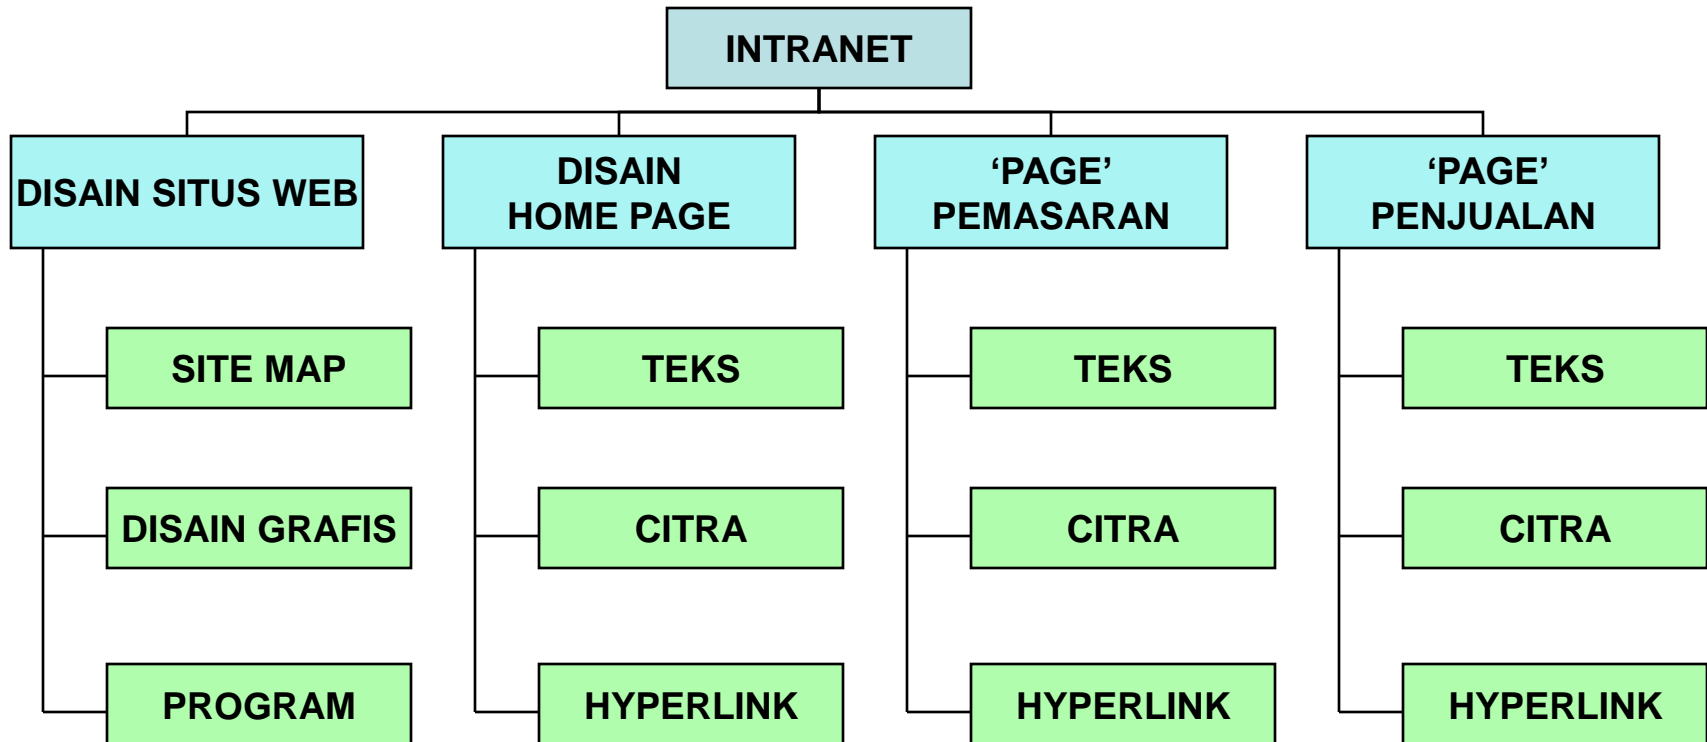 INTRANET
DISAIN SITUS WEB
DISAIN
HOME PAGE
‘PAGE’
PEMASARAN
‘PAGE’
PENJUALAN
SITE MAP
TEKS
TEKS
TEKS
DISAIN GRAFIS
CITRA
CITRA
CITRA
PROGRAM
HYPERLINK
HYPERLINK
HYPERLINK